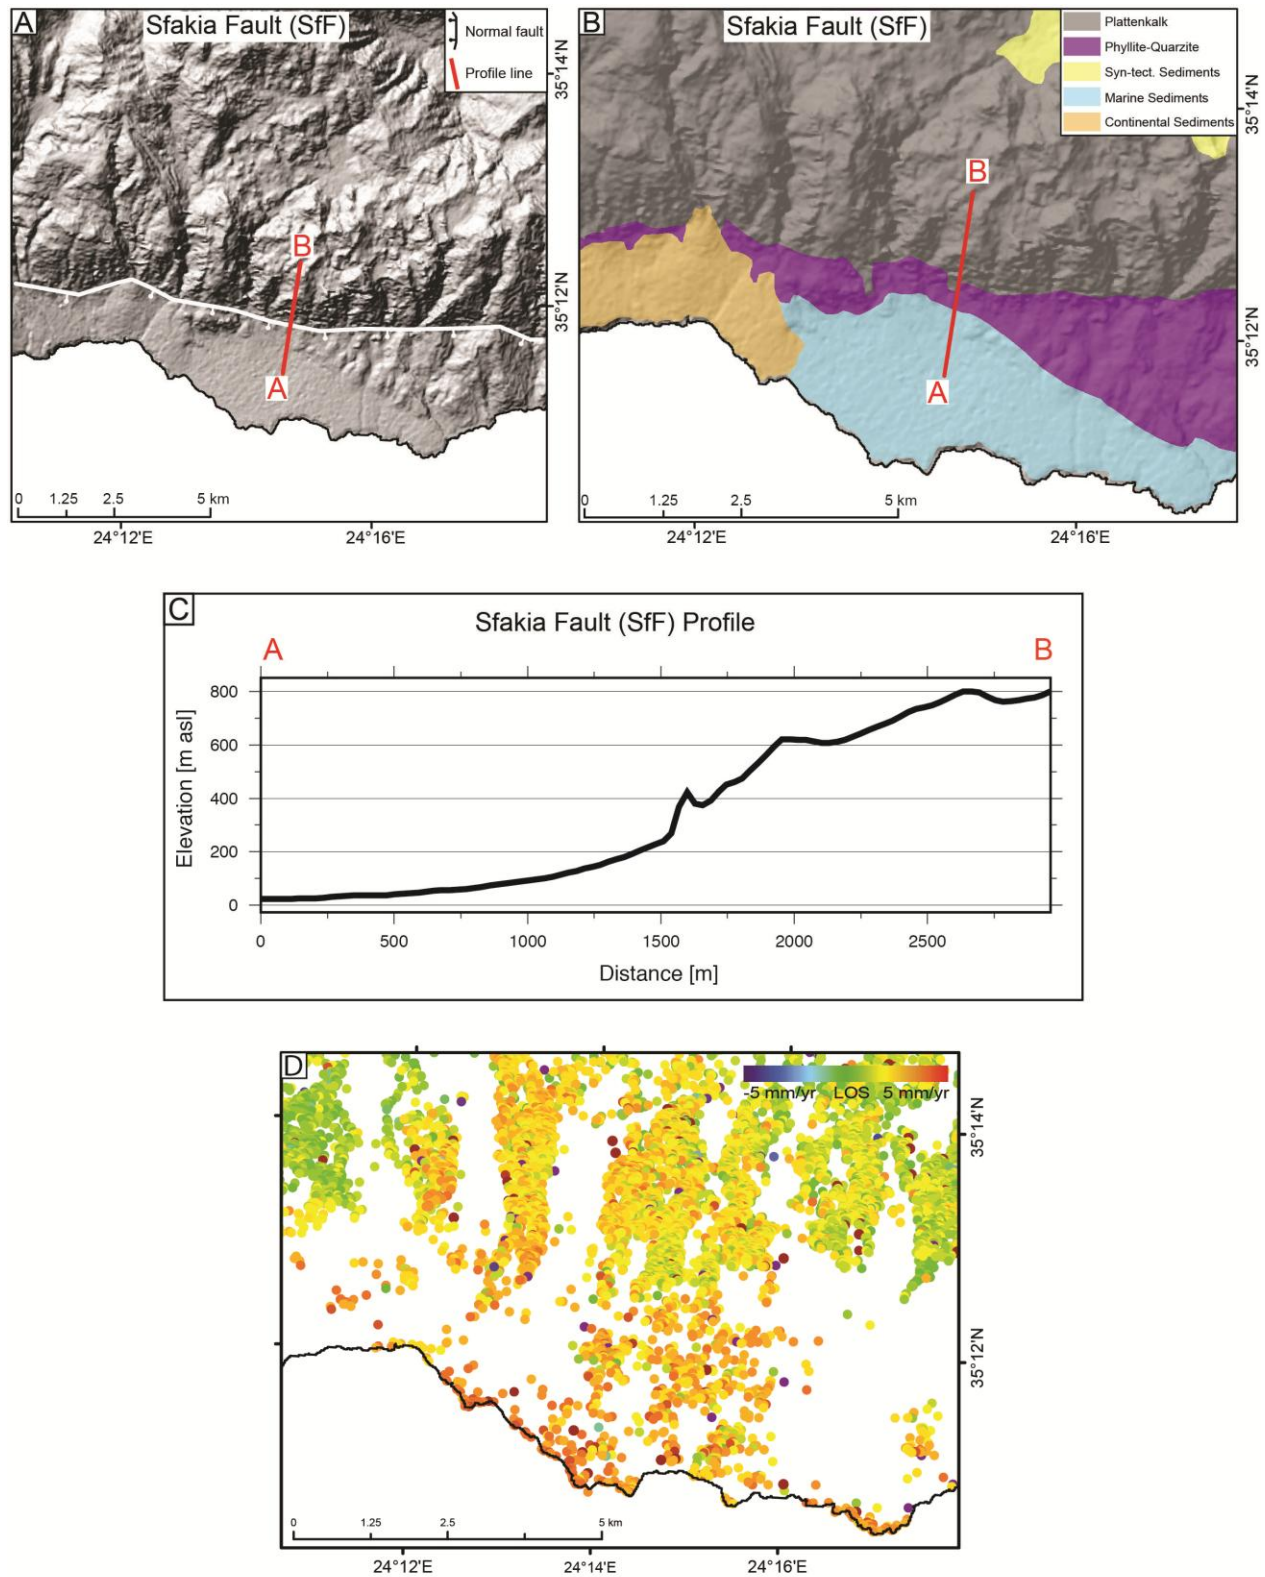 A
Sfakia Fault (SfF)
Normal fault
Profile line
B
A
35°14'N
35°12'N
0 1.25 2.5 5 km
24°12'E 24°16'E
B
Sfakia Fault (SfF)
Plattenkalk
Phyllite-Quarzite
Syn-tect. Sediments
Marine Sediments
Continental Sediments
B
A
35°14'N
35°12'N
0 1.25 2.5 5 km
24°12'E 24°16'E
C
Sfakia Fault (SfF) Profile
A B
Elevation [m asl]
800
600
400
200
0
0 500 1000 1500 2000 2500
Distance [m]
D
-5 mm/yr LOS 5 mm/yr
35°14'N
35°12'N
0 1.25 2.5 5 km
24°12'E 24°14'E 24°16'E